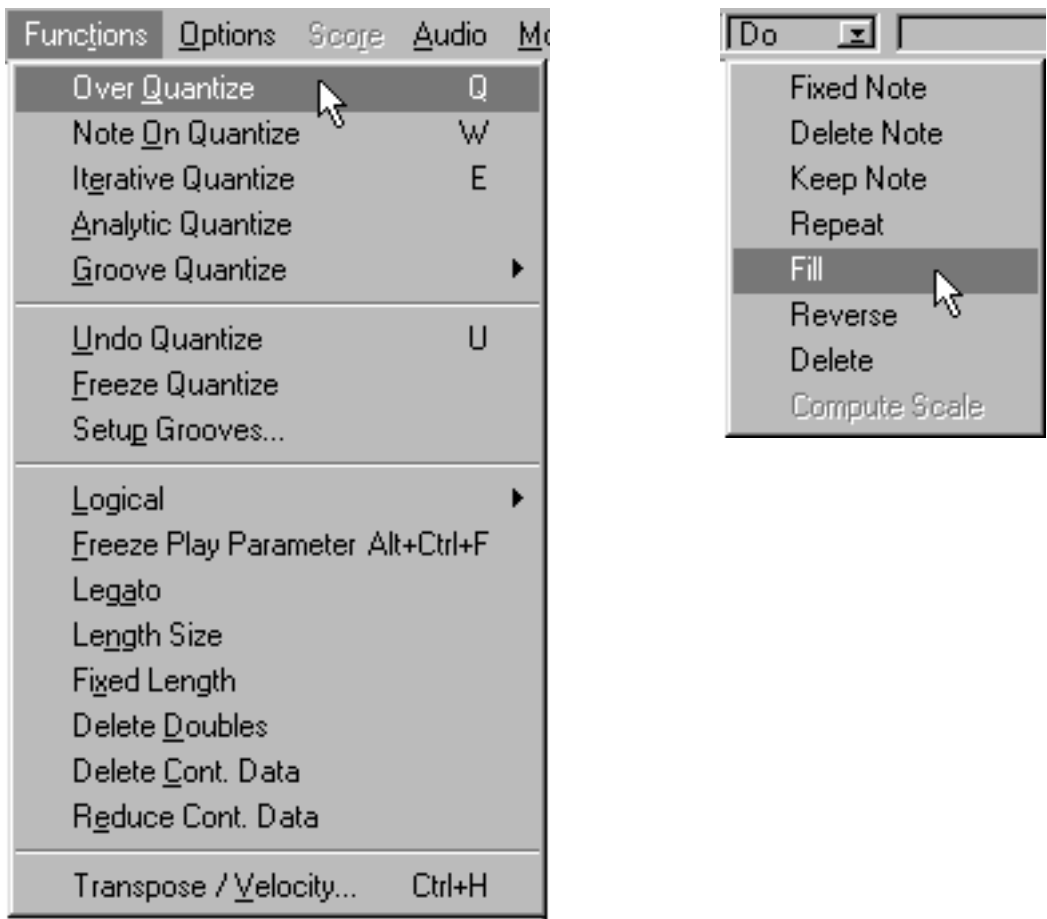 Functions Options Score Audio
Over Quantize Q
Note On Quantize W
Iterative Quantize E
Analytic Quantize
Groove Quantize
Undo Quantize U
Freeze Quantize
Setup Grooves...
Logical
Freeze Play Parameter Alt+Ctrl+F
Legato
Length Size
Fixed Length
Delete Doubles
Delete Cont. Data
Reduce Cont. Data
Transpose / Velocity... Ctrl+H
Do
Fixed Note
Delete Note
Keep Note
Repeat
Fill
Reverse
Delete
Compute Scale